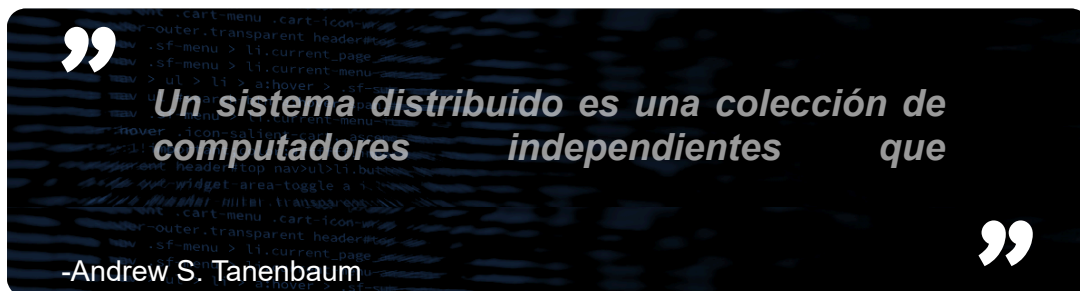 ”
Un sistema distribuido es una colección de
computadores independientes que
”
-Andrew S. Tanenbaum